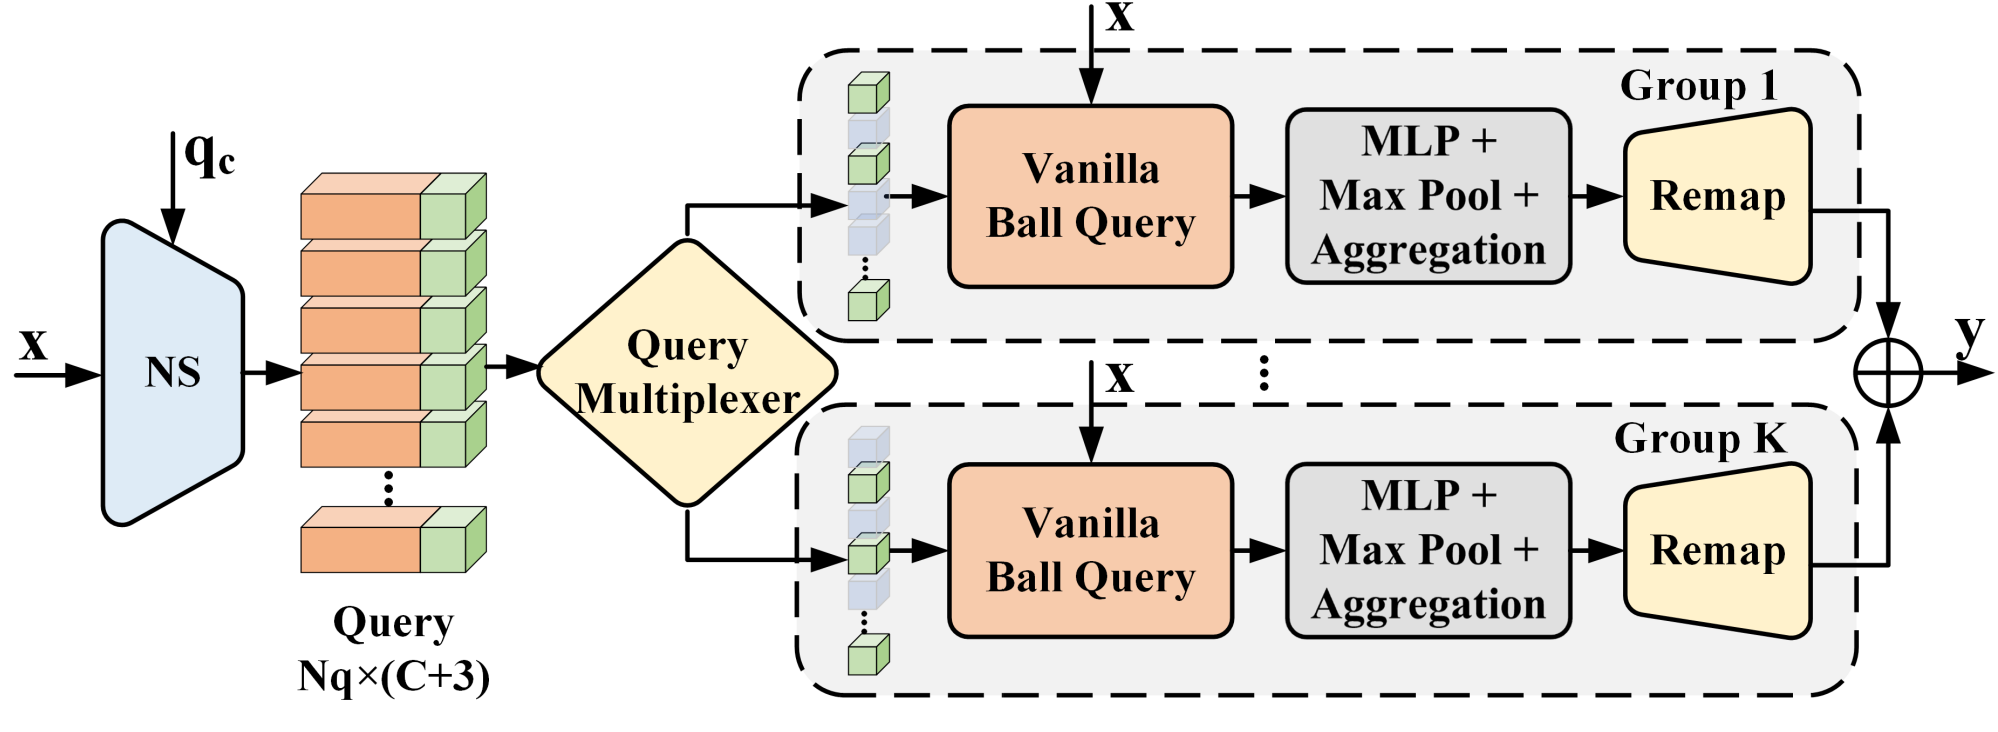 x
q_c
NS
Query
Nq×(C+3)
Query
Multiplexer
x
Group 1
Vanilla
Ball Query
MLP +
Max Pool +
Aggregation
Remap
x
Group K
Vanilla
Ball Query
MLP +
Max Pool +
Aggregation
Remap
y